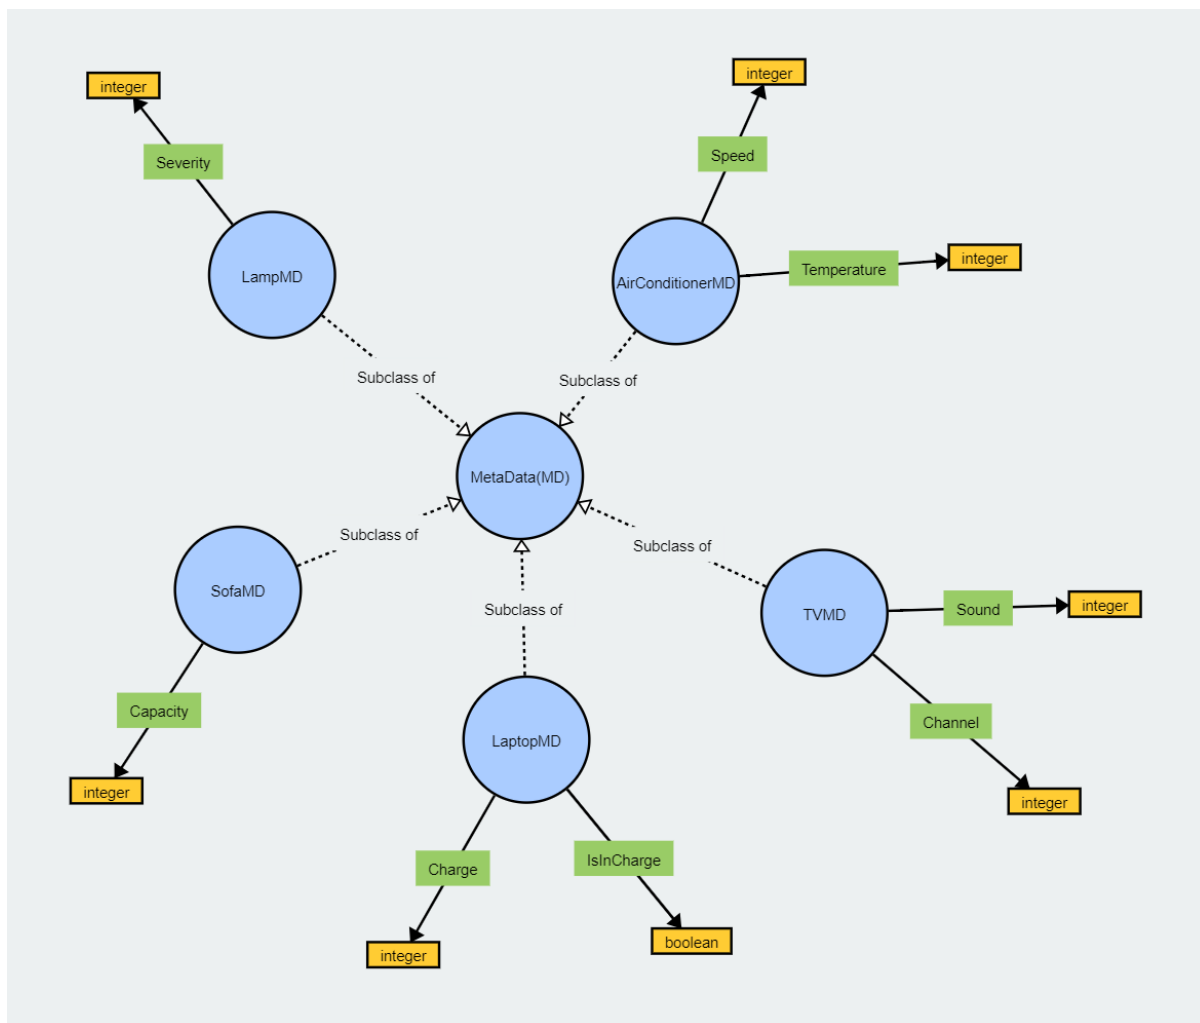 integer
integer
Severity
Speed
integer
Temperature
LampMD
AirConditionerMD
Subclass of
Subclass of
MetaData(MD)
Subclass of
Subclass of
SofaMD
Subclass of
TVMD
Sound
integer
Capacity
Channel
LaptopMD
integer
integer
Charge
IsInCharge
integer
boolean